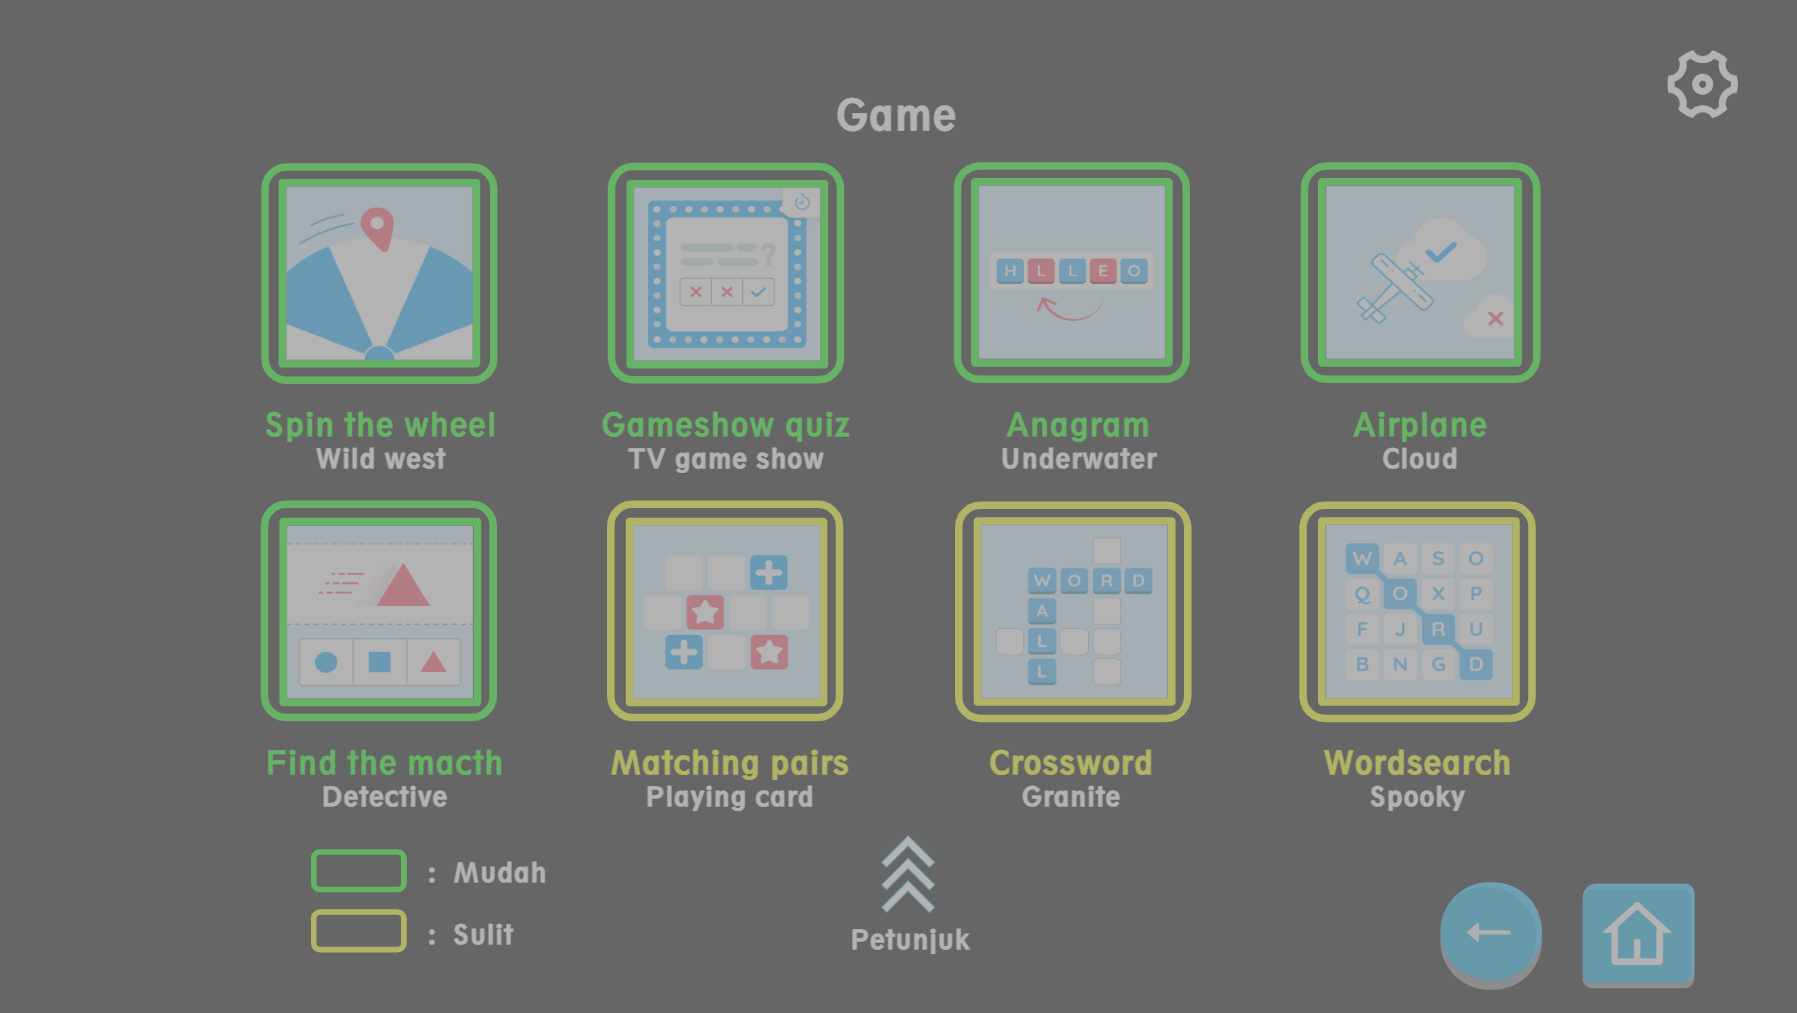 Game
H L L E O
?
Spin the wheel
Wild west
Gameshow quiz
TV game show
Anagram
Underwater
Airplane
Cloud
W O R D
A
L
L
W A S O
Q O X P
F J R U
B N G D
Find the macth
Detective
Matching pairs
Playing card
Crossword
Granite
Wordsearch
Spooky
: Mudah
: Sulit
Petunjuk